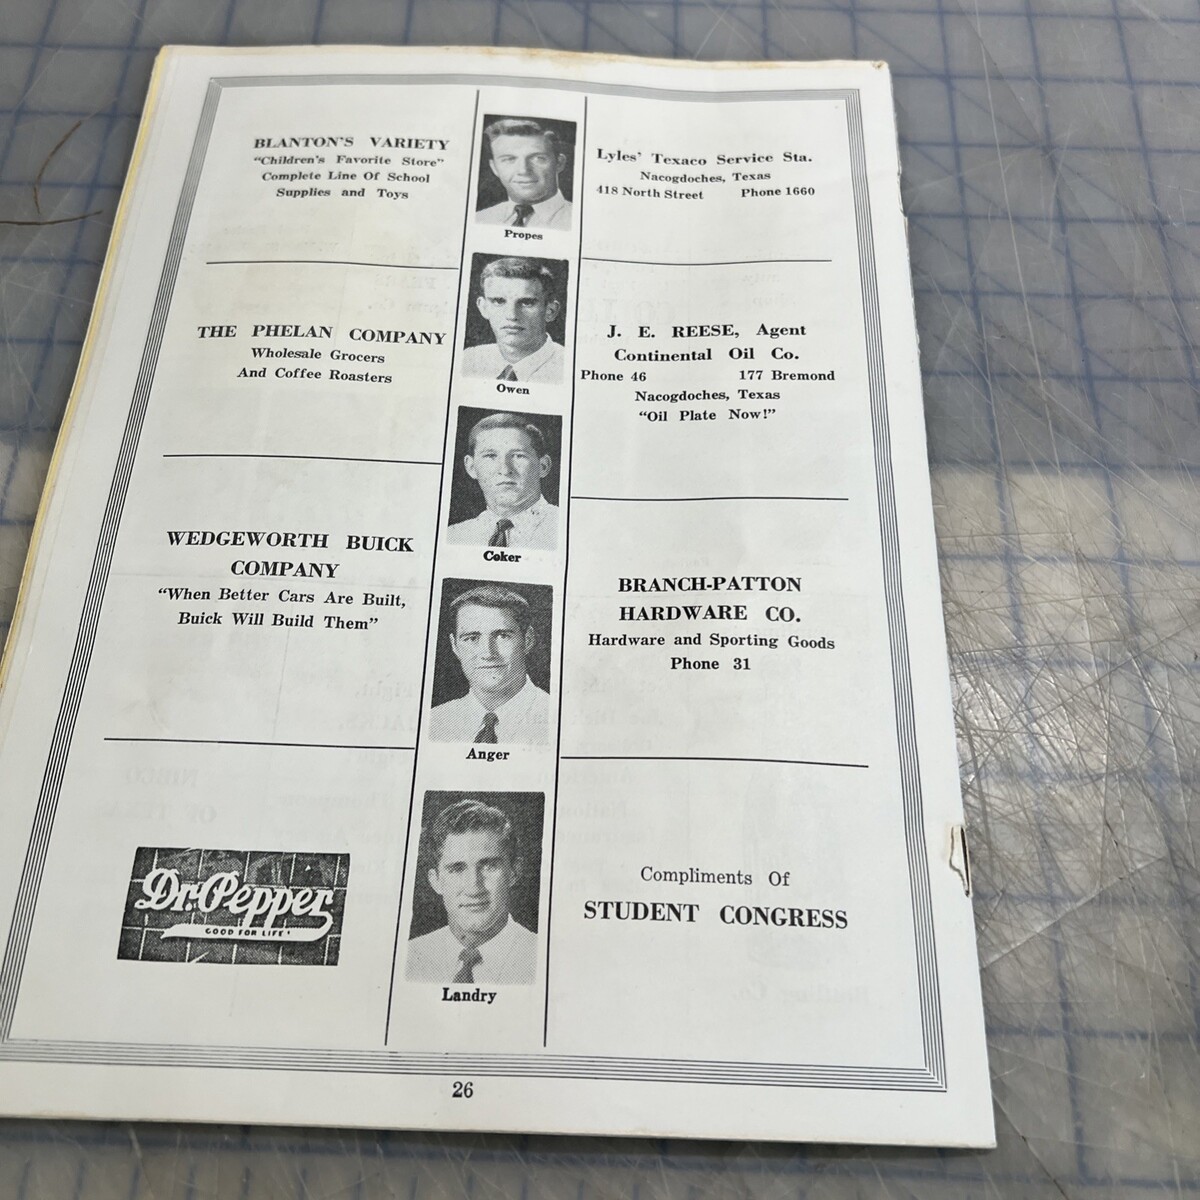 BLANTON'S VARIETY
"Children's Favorite Store"
Complete Line Of School
Supplies and Toys
THE PHELAN COMPANY
Wholesale Grocers
And Coffee Roasters
WEDGEWORTH BUICK
COMPANY
"When Better Cars Are Built,
Buick Will Build Them"
Dr. Pepper
GOOD FOR LIFE!
Propes
Owen
Coker
Anger
Landry
Lyles' Texaco Service Sta.
Nacogdoches, Texas
418 North Street Phone 1660
J. E. REESE, Agent
Continental Oil Co.
Phone 46 177 Bremond
Nacogdoches, Texas
"Oil Plate Now!"
BRANCH-PATTON
HARDWARE CO.
Hardware and Sporting Goods
Phone 31
Compliments Of
STUDENT CONGRESS
26